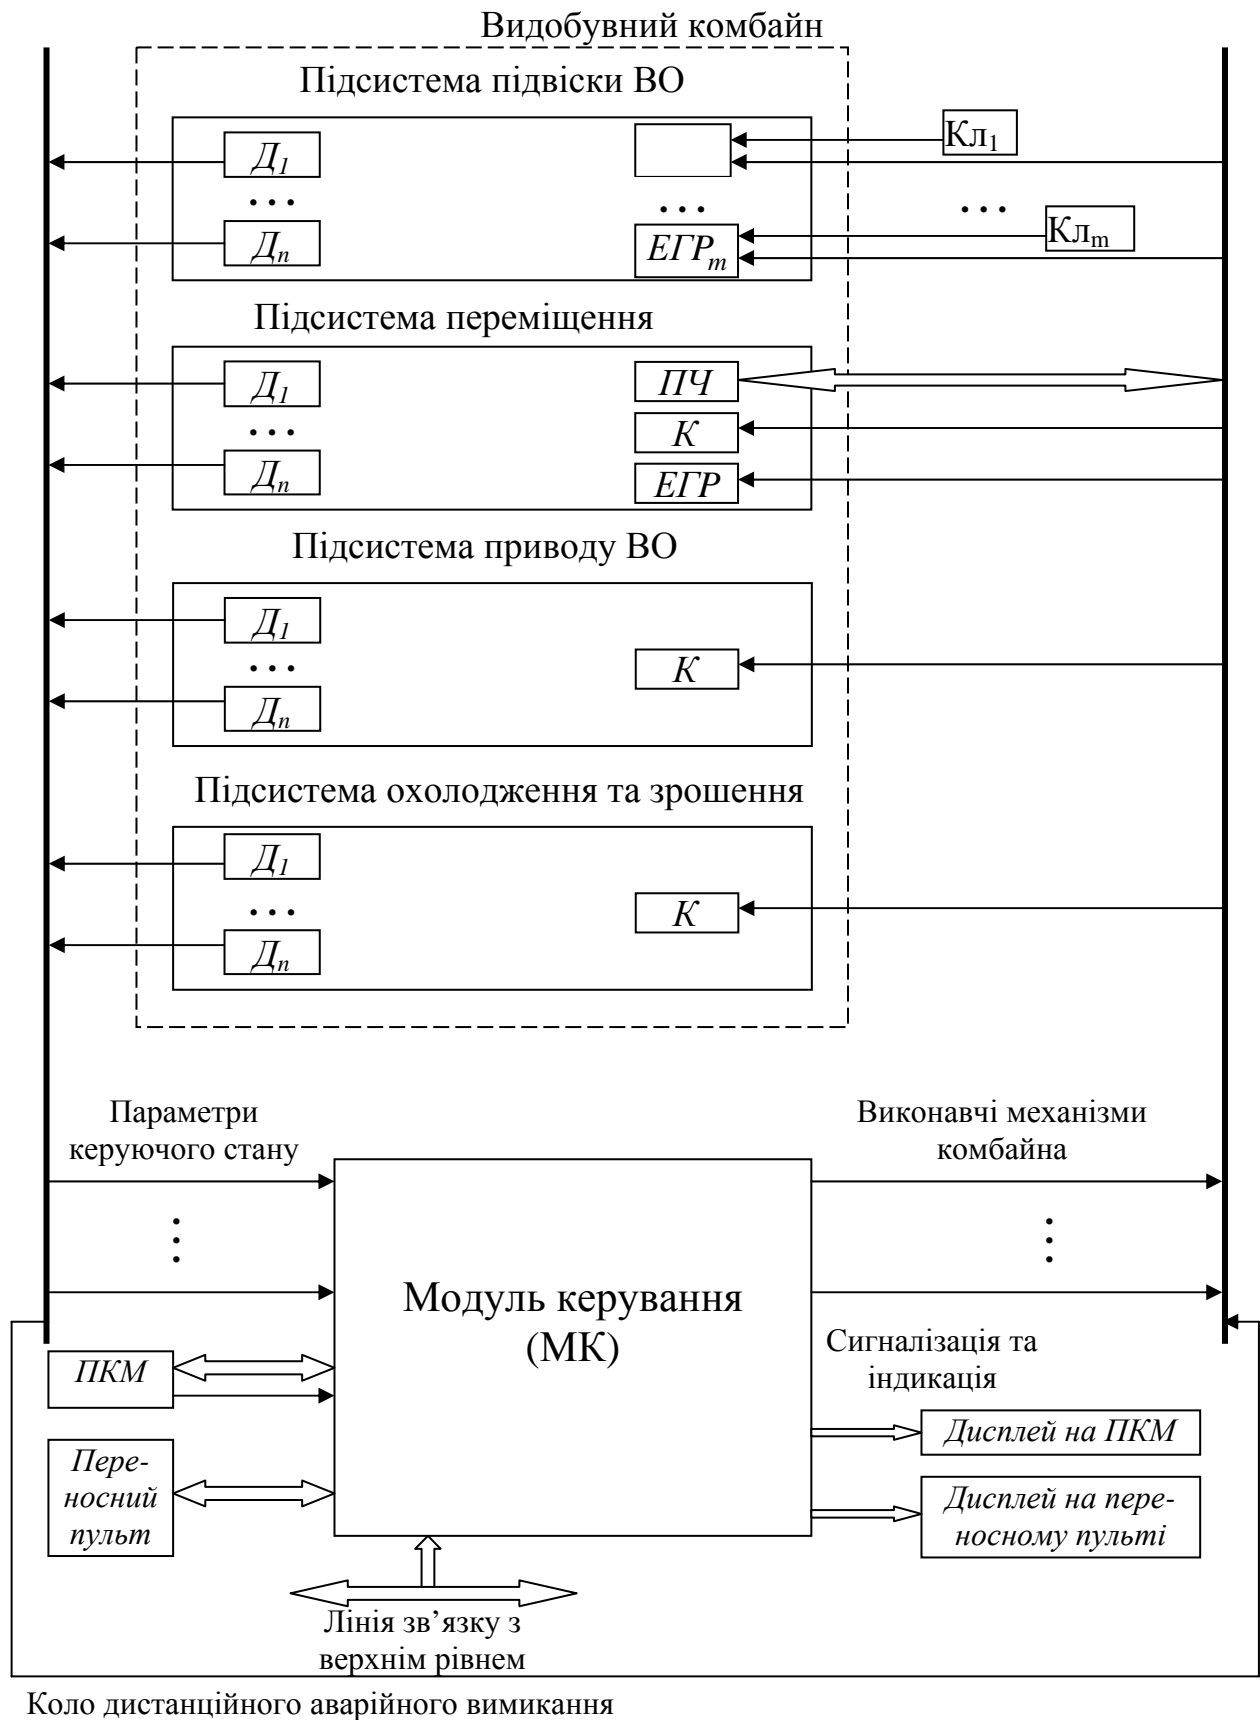 Видобувний комбайн
Підсистема підвіски ВО
Д1
Кл1
...
...
...
Дn
ЕГРm
Клm
Підсистема переміщення
Д1
ПЧ
...
К
Дn
ЕГР
Підсистема приводу ВО
Д1
...
К
Дn
Підсистема охолодження та зрошення
Д1
...
К
Дn
Параметри
керуючого стану
Виконавчі механізми
комбайна
Модуль керування
(МК)
Сигналізація та
індикація
ПКМ
Дисплей на ПКМ
Пере-
носний
пульт
Дисплей на пере-
носному пульті
Лінія зв’язку з
верхнім рівнем
Коло дистанційного аварійного вимикання